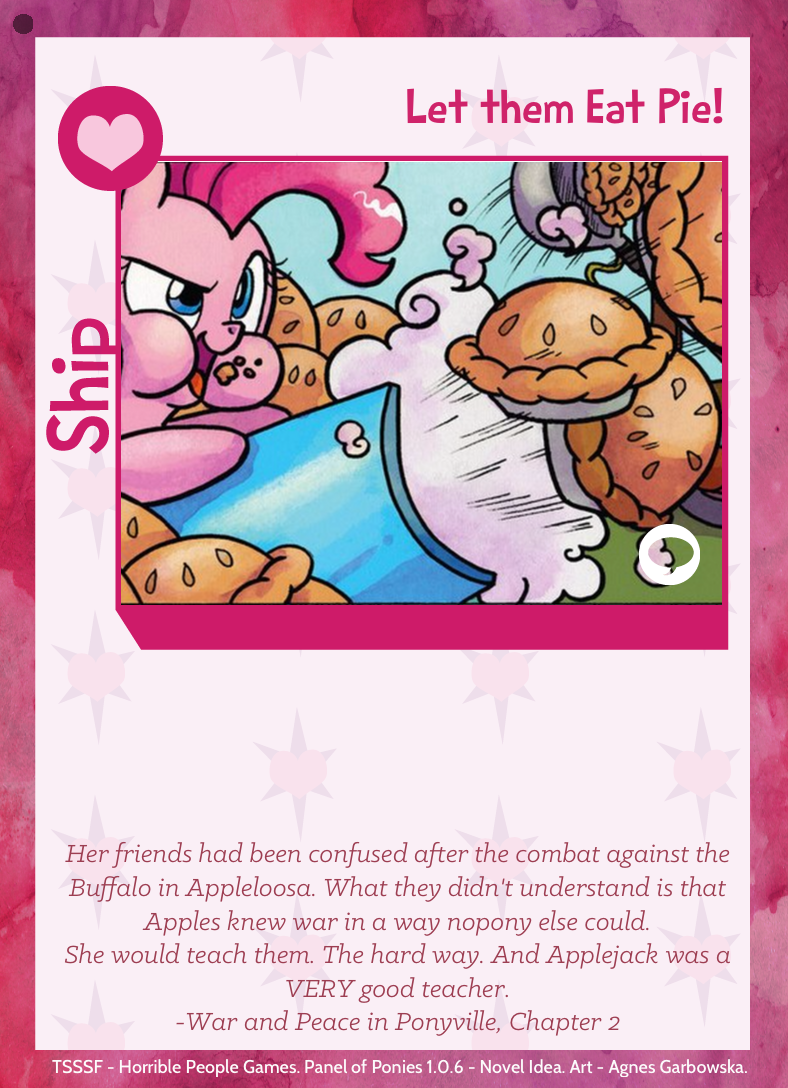 Let them Eat Pie!
Ship
Her friends had been confused after the combat against the
Buffalo in Appleloosa. What they didn't understand is that
Apples knew war in a way nopony else could.
She would teach them. The hard way. And Applejack was a
VERY good teacher.
-War and Peace in Ponyville, Chapter 2
TSSSF - Horrible People Games. Panel of Ponies 1.0.6 - Novel Idea. Art - Agnes Garbowska.